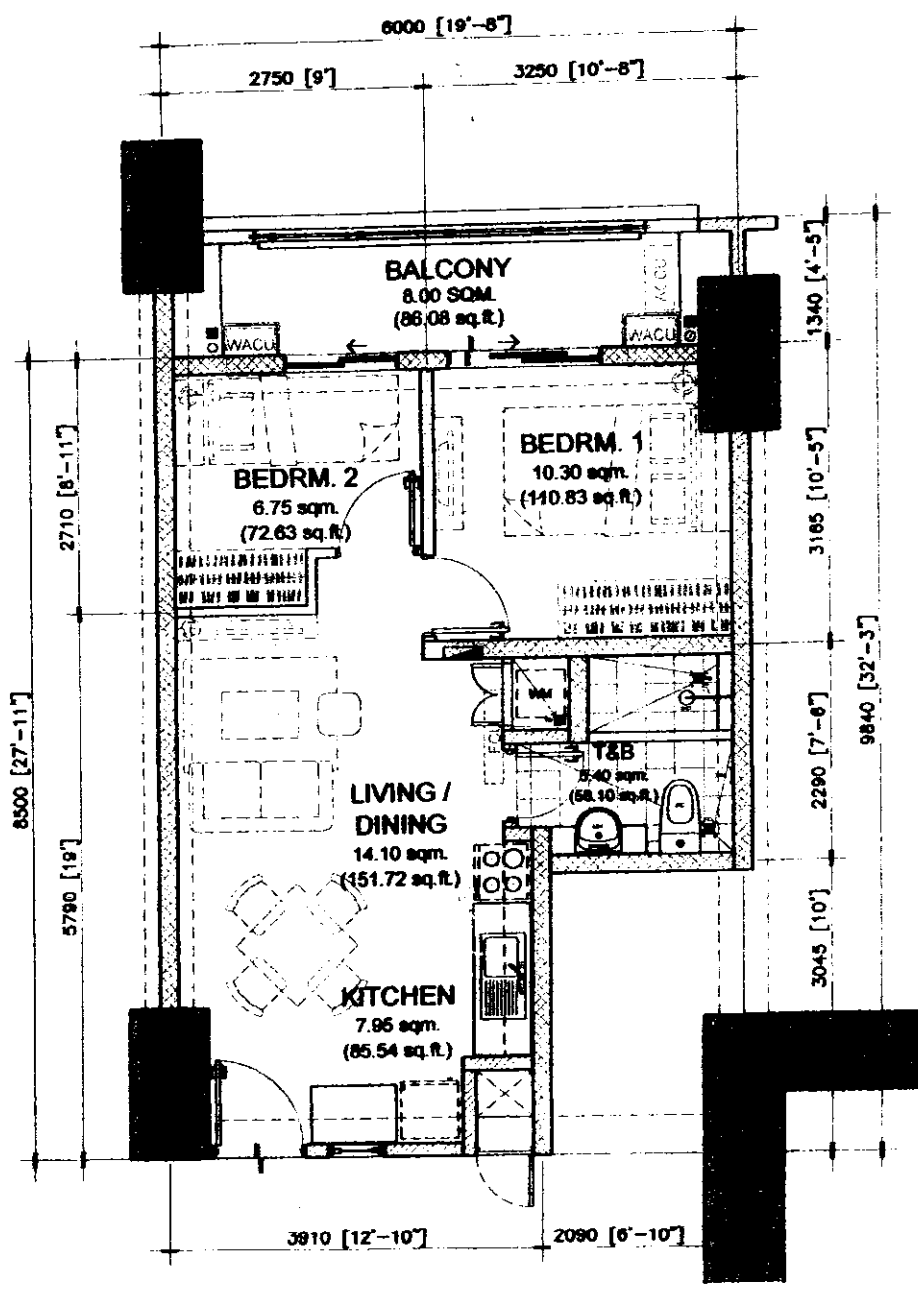 6000 [19'-8"]
2750 [9']
3250 [10'-8"]
BALCONY
8.00 SQM.
(86.08 sq.ft.)
WACU
WACU
WACU
1340 [4'-5"]
BEDRM. 1
10.30 sqm.
(110.83 sq.ft.)
BEDRM. 2
6.75 sqm.
(72.63 sq.ft.)
2710 [8'-11"]
3165 [10'-5"]
8500 [27'-11"]
9840 [32'-3"]
WM
T&B
5.40 sqm.
(58.10 sq.ft.)
2290 [7'-6"]
LIVING /
DINING
14.10 sqm.
(151.72 sq.ft.)
5790 [19']
3045 [10']
KITCHEN
7.95 sqm.
(85.54 sq.ft.)
3910 [12'-10"]
2090 [6'-10"]